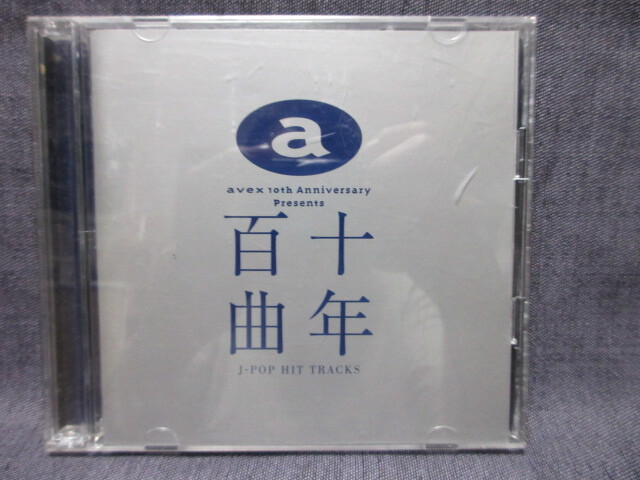 a
avex 10th Anniversary
Presents
十年
百曲
J-POP HIT TRACKS